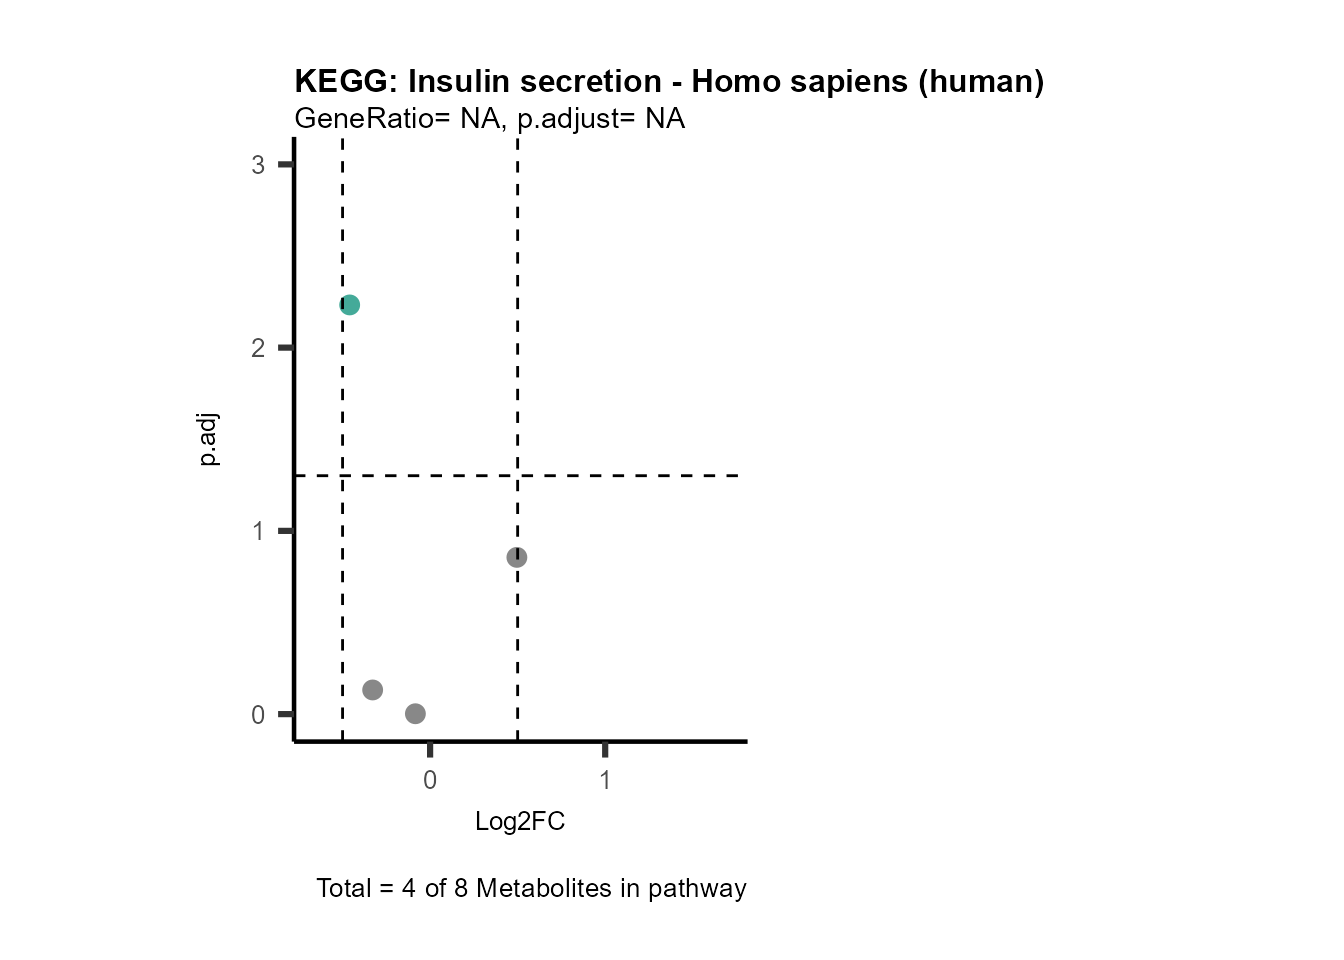 KEGG: Insulin secretion - Homo sapiens (human)
GeneRatio= NA, p.adjust= NA
3
2
1
0
p.adj
0 1
Log2FC
Total = 4 of 8 Metabolites in pathway